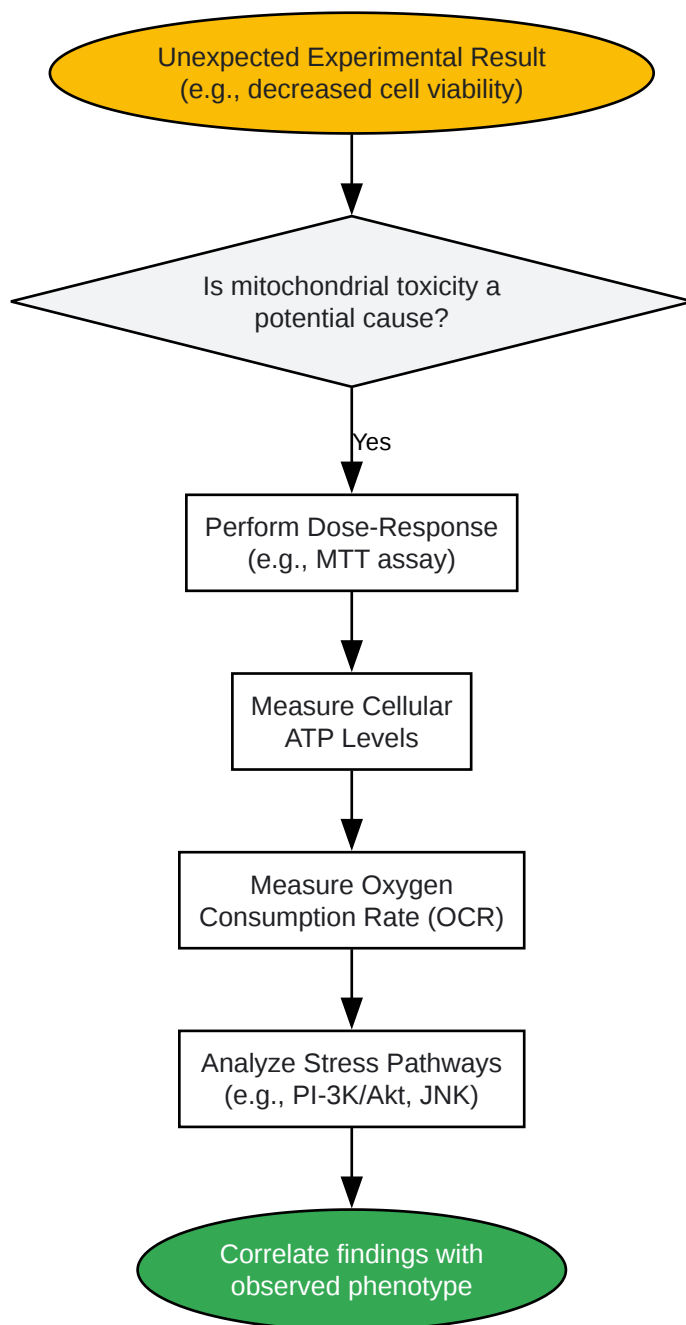 Unexpected Experimental Result
(e.g., decreased cell viability)
Is mitochondrial toxicity a
potential cause?
Yes
Perform Dose-Response
(e.g., MTT assay)
Measure Cellular
ATP Levels
Measure Oxygen
Consumption Rate (OCR)
Analyze Stress Pathways
(e.g., PI-3K/Akt, JNK)
Correlate findings with
observed phenotype